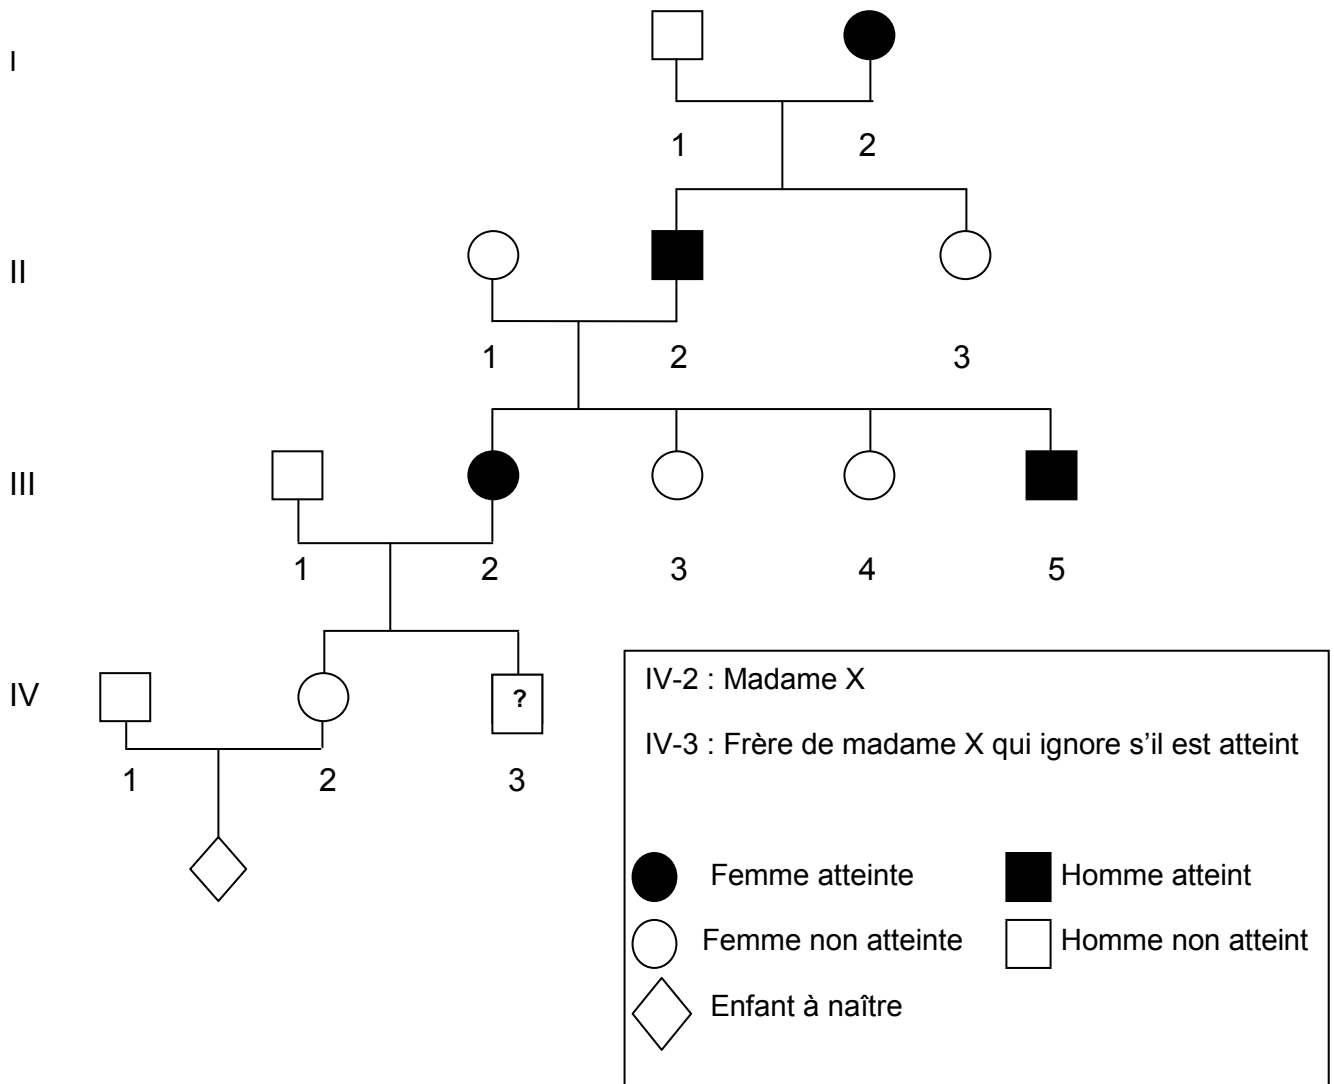 I
1 2
II
1 2 3
III
1 2 3 4 5
IV
?
1 2 3
IV-2 : Madame X
IV-3 : Frère de madame X qui ignore s’il est atteint
Femme atteinte Homme atteint
Femme non atteinte Homme non atteint
Enfant à naître